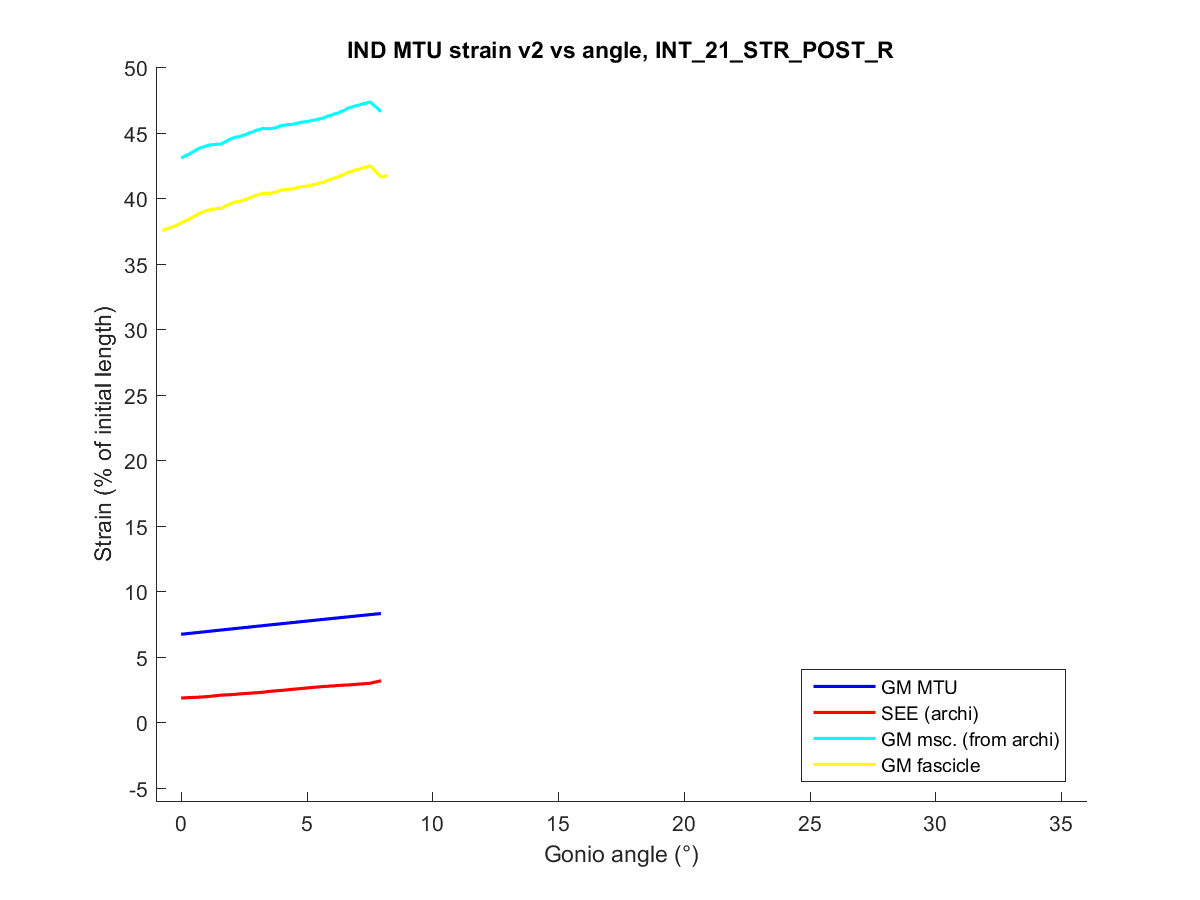 IND MTU strain v2 vs angle, INT_21_STR_POST_R
50
45
40
35
30
25
20
15
10
5
0
-5
Strain (% of initial length)
0 5 10 15 20 25 30 35
Gonio angle (°)
GM MTU
SEE (archi)
GM msc. (from archi)
GM fascicle